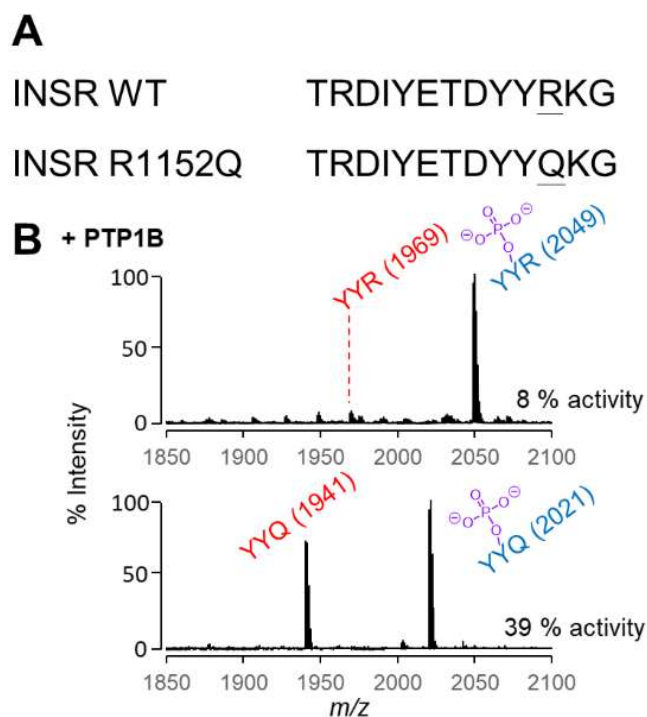 A
INSR WT TRDIYETDYYRKG
INSR R1152Q TRDIYETDYYQKG
B + PTP1B
YYR (1969)
⊖ O P O O O ⊖
YYR (2049)
100
50
0
8 % activity
1850 1900 1950 2000 2050 2100
% Intensity
YYQ (1941)
⊖ O P O O O ⊖
YYQ (2021)
100
50
0
39 % activity
1850 1900 1950 2000 2050 2100
m/z